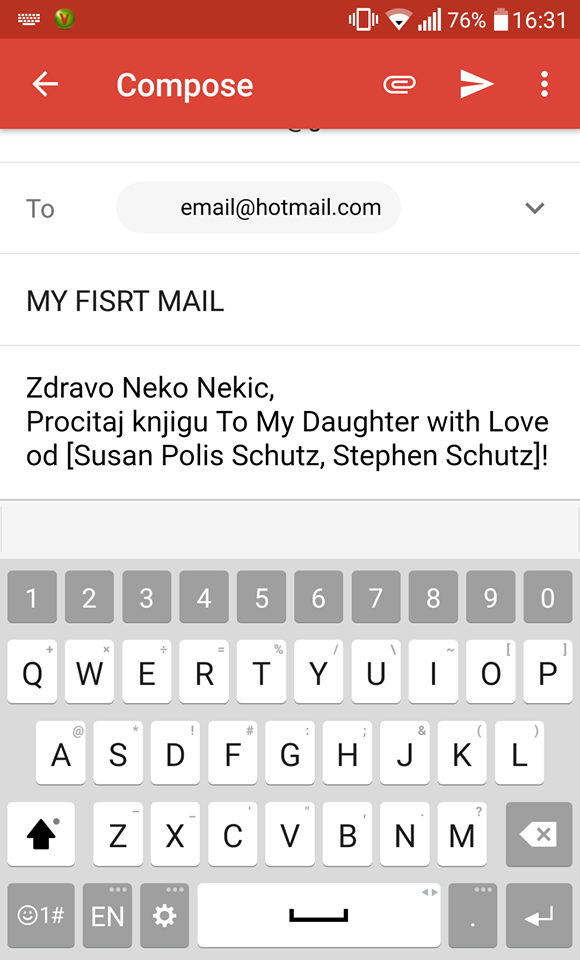 76% 16:31
Compose
To email@hotmail.com
MY FISRT MAIL
Zdravo Neko Nekic,
Procitaj knjigu To My Daughter with Love
od [Susan Polis Schutz, Stephen Schutz]!
1 2 3 4 5 6 7 8 9 0
+ × ÷ = % / \ ~ [ ]
Q W E R T Y U I O P
@ * ! # : ; & ( )
A S D F G H J K L
– _ ' " , . ?
Z X C V B N M
1# EN .